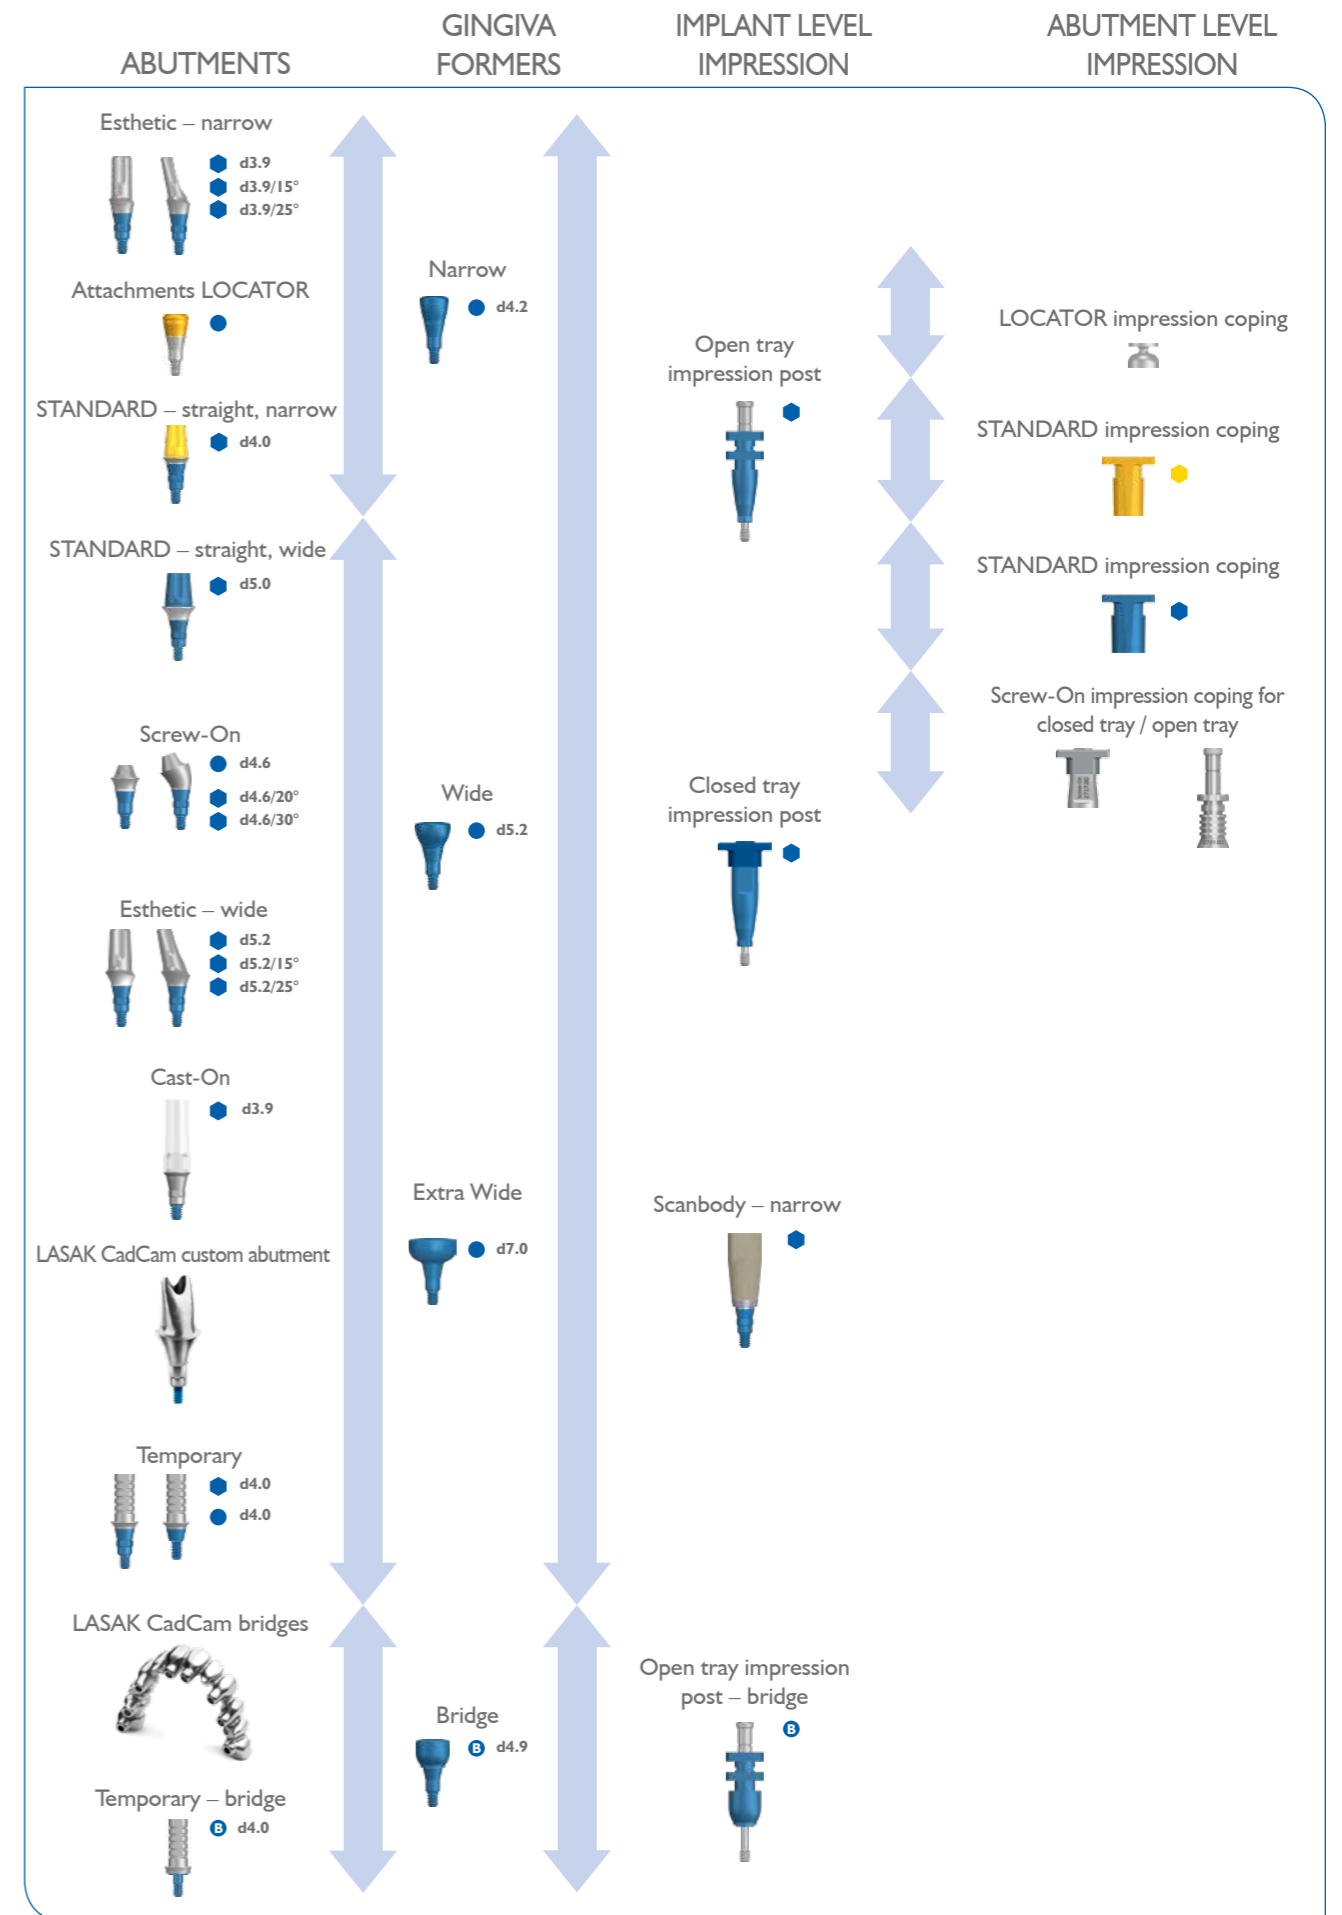 ABUTMENTS
GINGIVA
FORMERS
IMPLANT LEVEL
IMPRESSION
ABUTMENT LEVEL
IMPRESSION
Esthetic – narrow
d3.9
d3.9/15°
d3.9/25°
Attachments LOCATOR
STANDARD – straight, narrow
d4.0
STANDARD – straight, wide
d5.0
Screw-On
d4.6
d4.6/20°
d4.6/30°
Esthetic – wide
d5.2
d5.2/15°
d5.2/25°
Cast-On
d3.9
LASAK CadCam custom abutment
Temporary
d4.0
d4.0
LASAK CadCam bridges
Temporary – bridge
B d4.0
Narrow
d4.2
Wide
d5.2
Extra Wide
d7.0
Bridge
B d4.9
Open tray
impression post
Closed tray
impression post
Scanbody – narrow
Open tray impression
post – bridge
B
LOCATOR impression coping
STANDARD impression coping
STANDARD impression coping
Screw-On impression coping for
closed tray / open tray